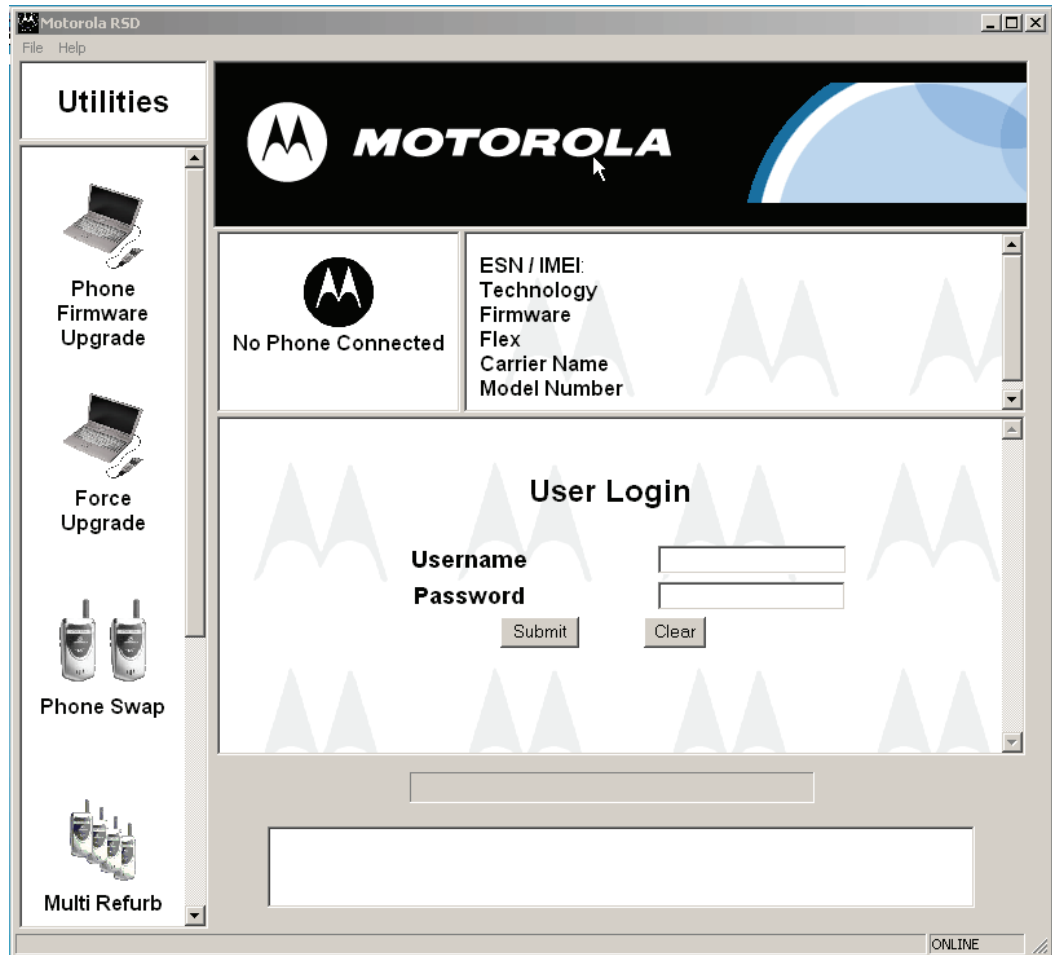 Motorola RSD
File Help
Utilities
MOTOROLA
Phone
Firmware
Upgrade
Force
Upgrade
Phone Swap
Multi Refurb
No Phone Connected
ESN / IMEI:
Technology
Firmware
Flex
Carrier Name
Model Number
User Login
Username
Password
Submit Clear
ONLINE